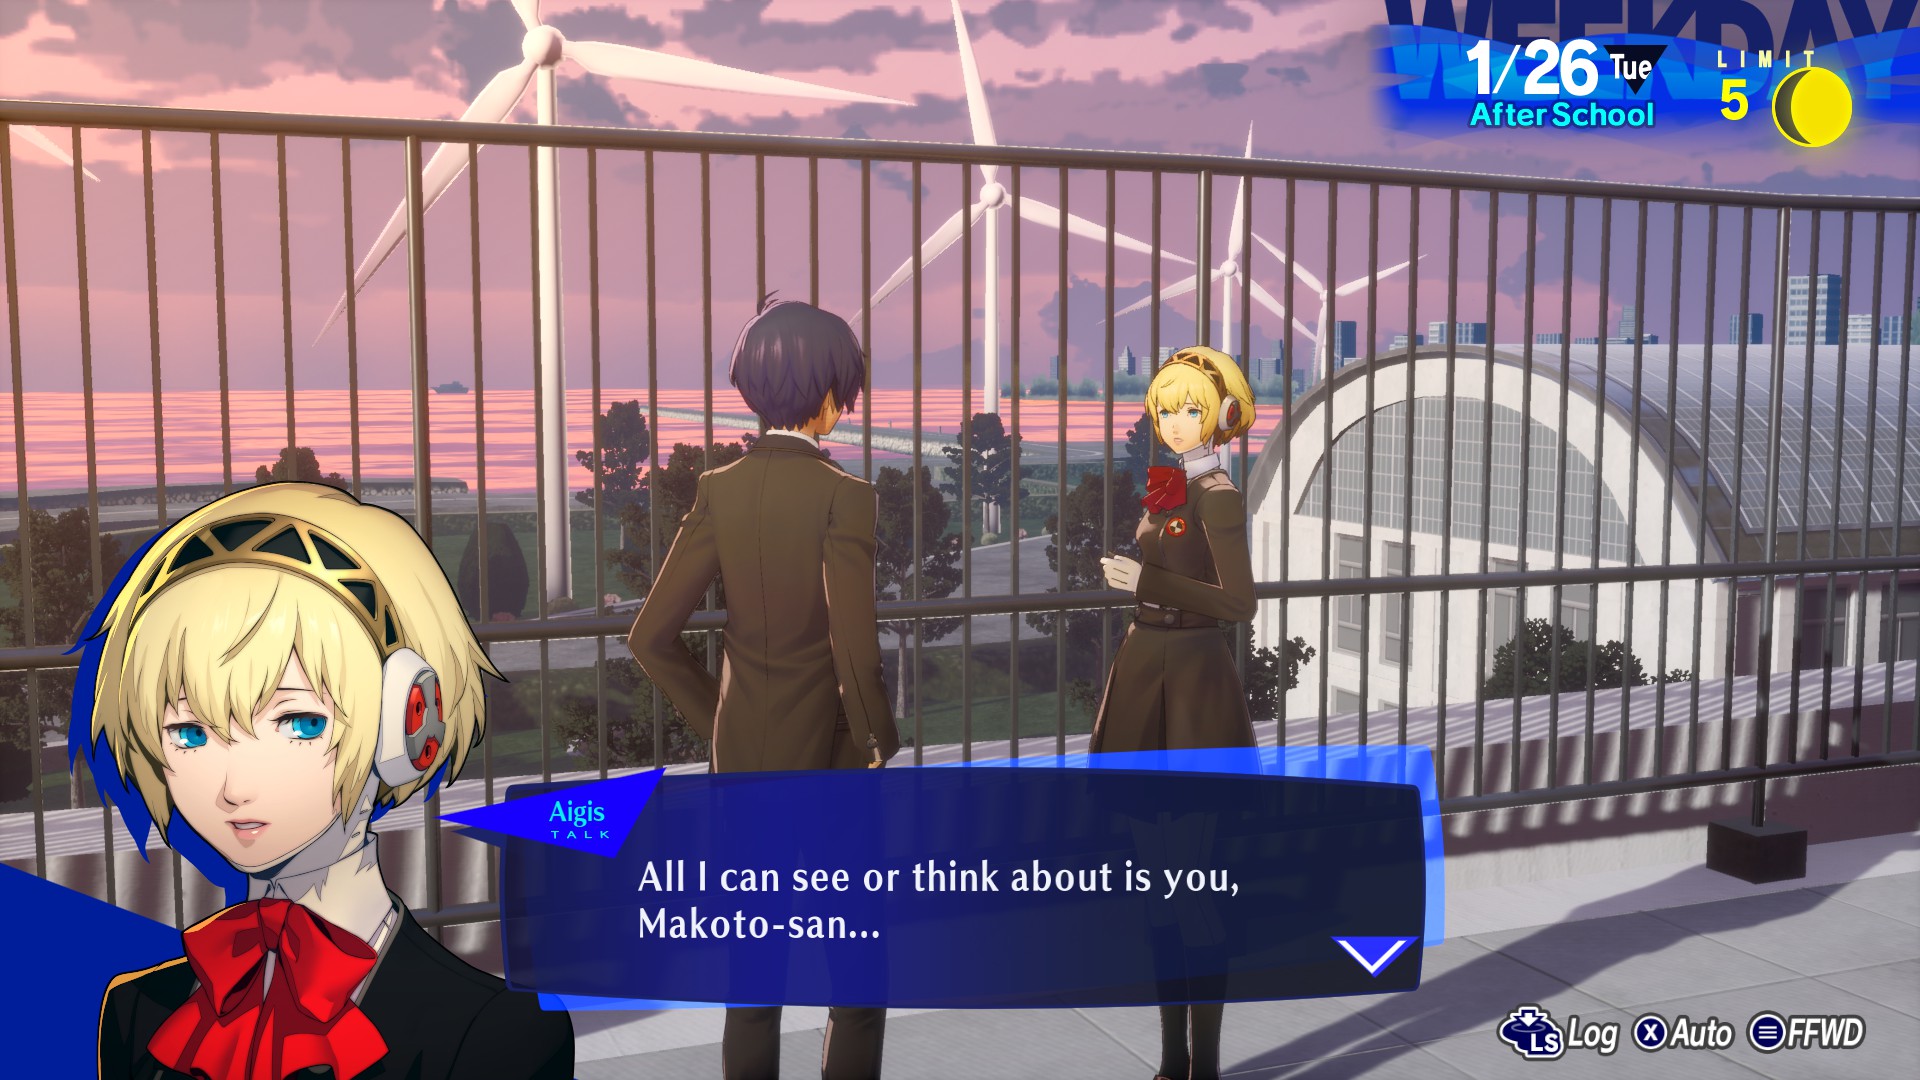 WEEKDAY
1/26 Tue
After School
LIMIT
5
Aigis
TALK
All I can see or think about is you,
Makoto-san...
LS Log X Auto FFWD